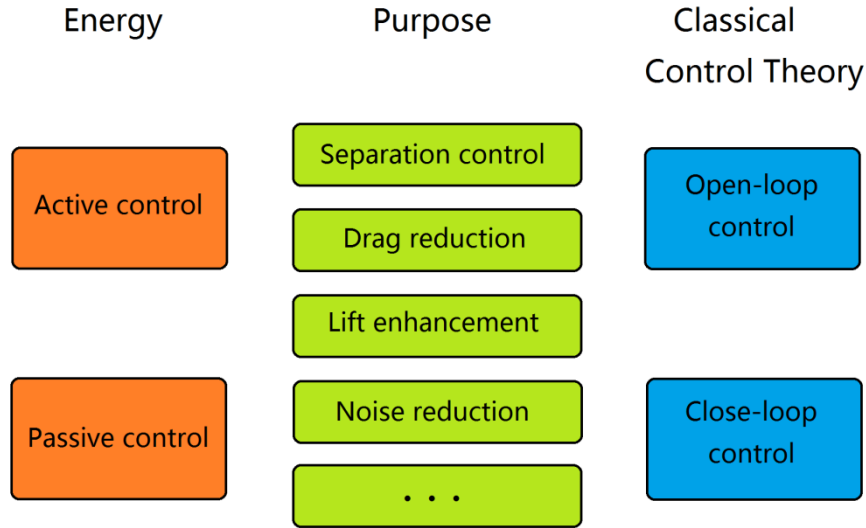 Energy
Purpose
Classical
Control Theory
Active control
Passive control
Separation control
Drag reduction
Lift enhancement
Noise reduction
. . .
Open-loop
control
Close-loop
control